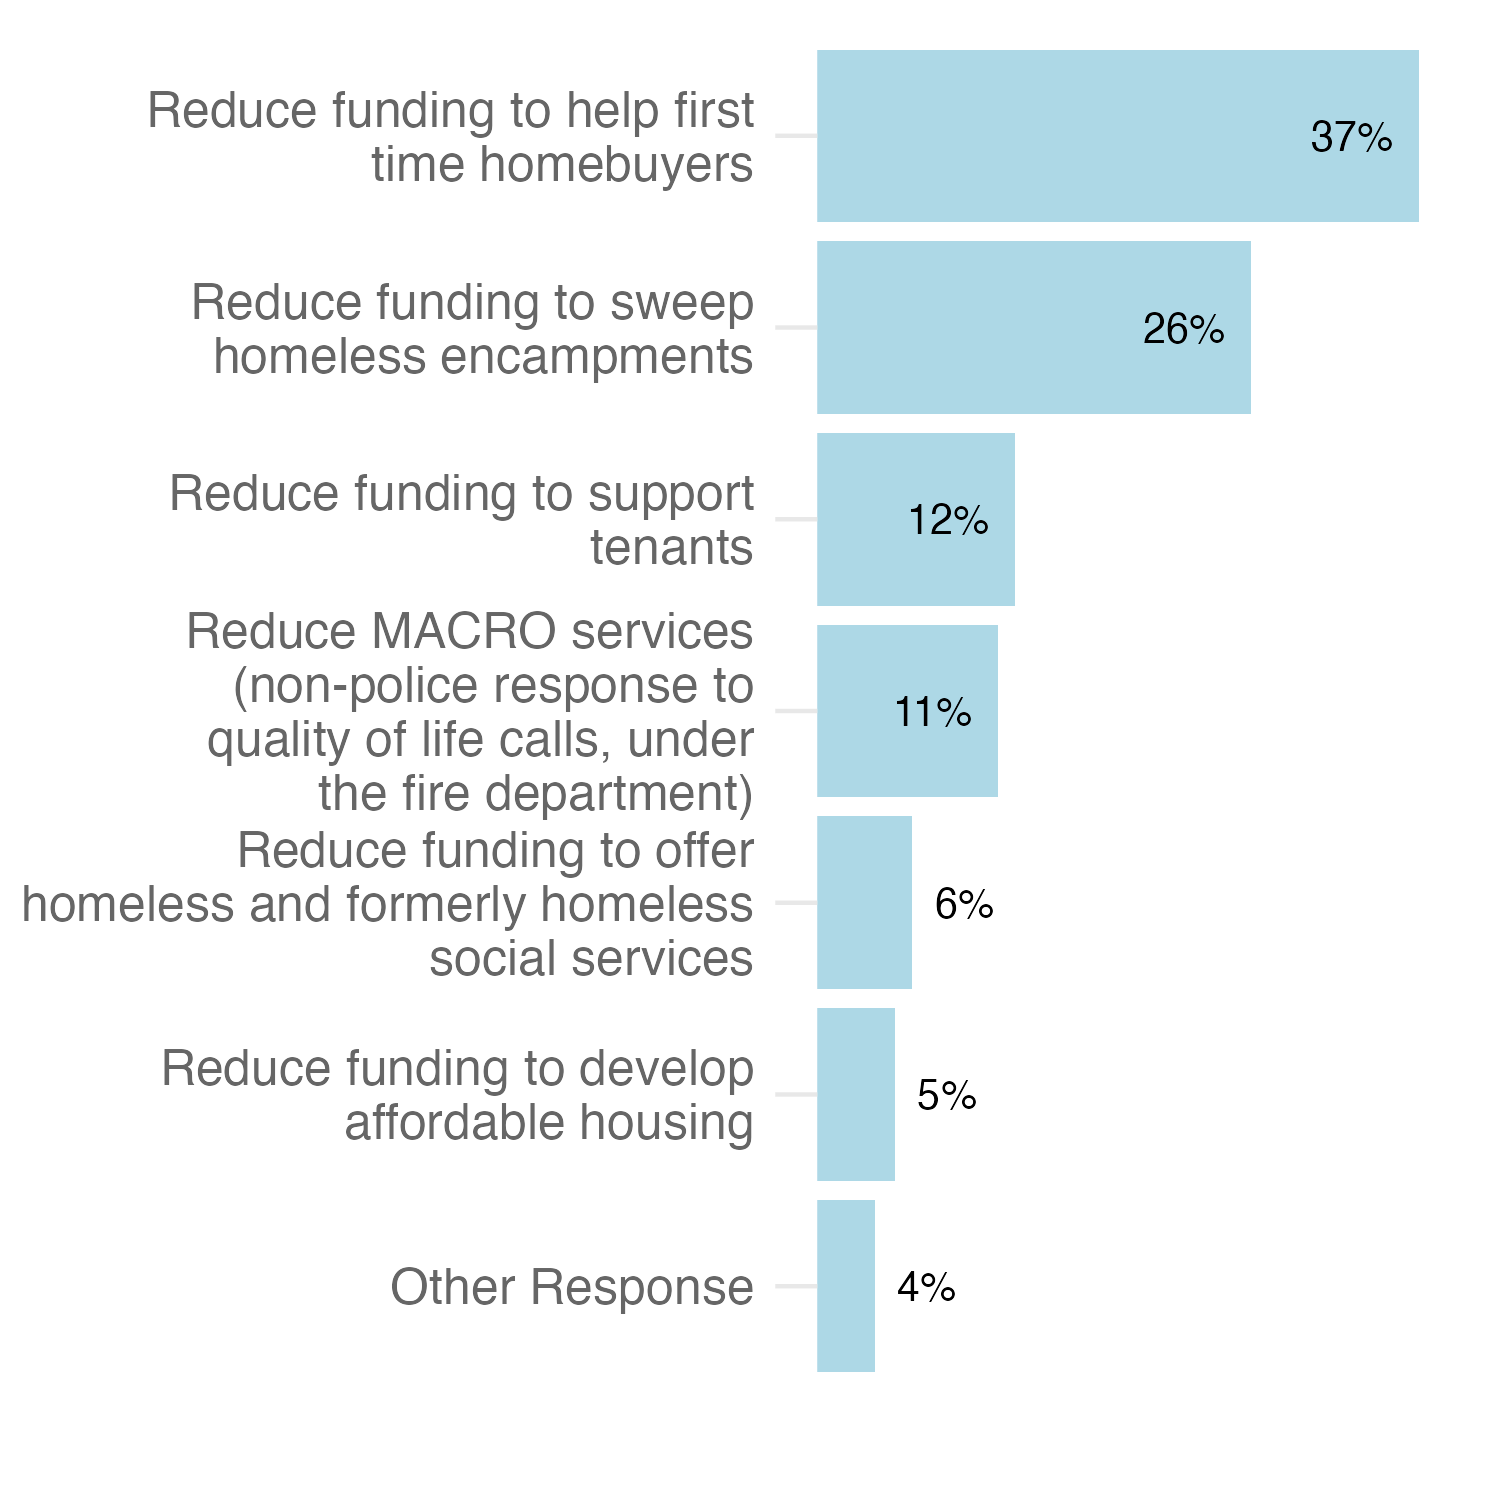 Reduce funding to help first
time homebuyers
37%
Reduce funding to sweep
homeless encampments
26%
Reduce funding to support
tenants
12%
Reduce MACRO services
(non-police response to
quality of life calls, under
the fire department)
11%
Reduce funding to offer
homeless and formerly homeless
social services
6%
Reduce funding to develop
affordable housing
5%
Other Response
4%